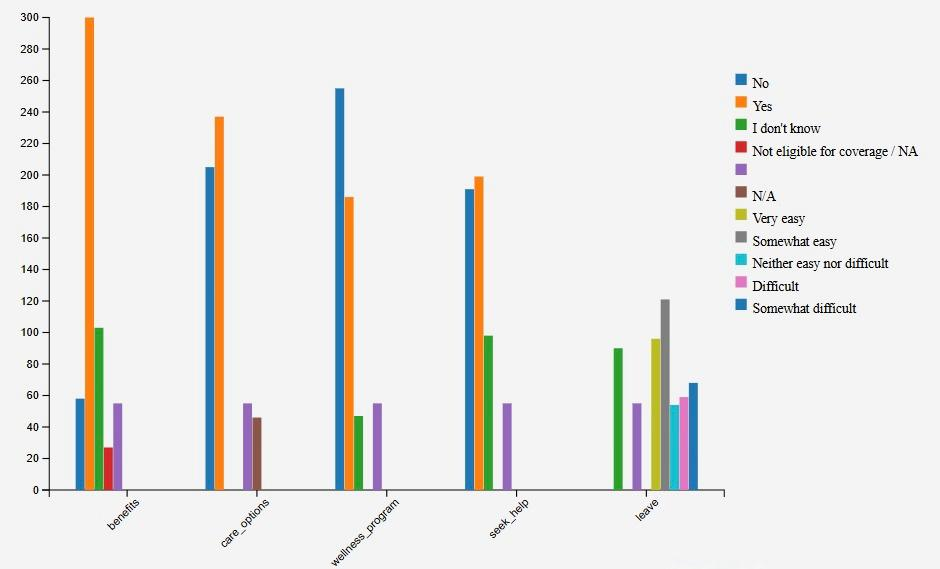 300
280
260
240
220
200
180
160
140
120
100
80
60
40
20
0
benefits
care_options
wellness_program
seek_help
leave
No
Yes
I don't know
Not eligible for coverage / NA
N/A
Very easy
Somewhat easy
Neither easy nor difficult
Difficult
Somewhat difficult